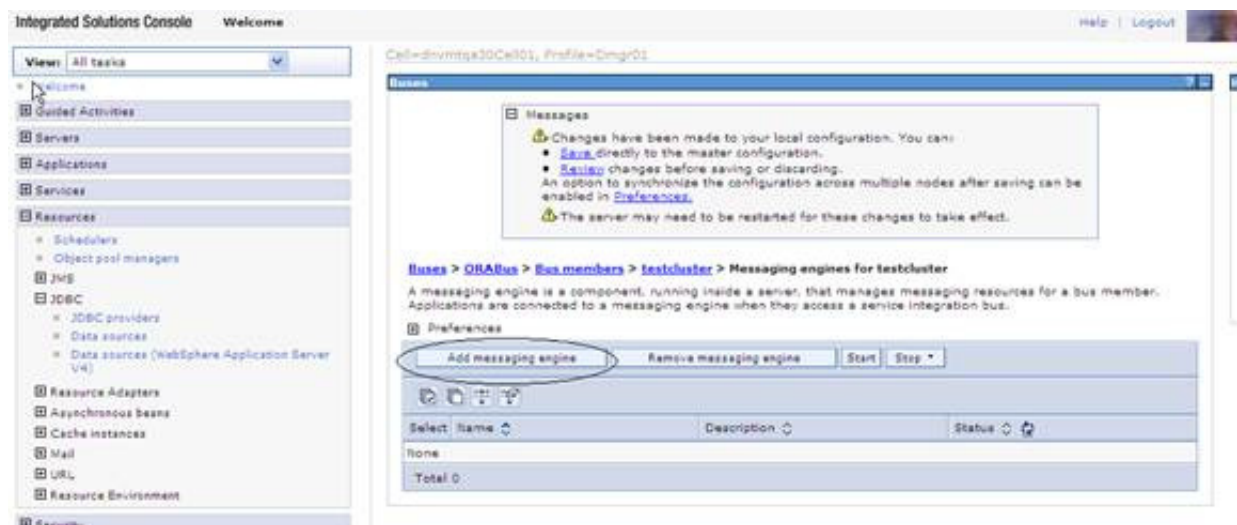 Integrated Solutions Console Welcome
Help | Logout
View: All tasks
Welcome
Guided Activities
Servers
Applications
Services
Resources
Schedulers
Object pool managers
JMS
JDBC
JDBC providers
Data sources
Data sources (WebSphere Application Server
V4)
Resource Adapters
Asynchronous beans
Cache instances
Mail
URL
Resource Environment
Security
Profile=Dmgr01
Buses
Messages
Changes have been made to your local configuration. You can:
Save directly to the master configuration.
Review changes before saving or discarding.
An option to synchronize the configuration across multiple nodes after saving can be
enabled in Preferences.
The server may need to be restarted for these changes to take effect.
Buses > ORABus > Bus members > testcluster > Messaging engines for testcluster
A messaging engine is a component, running inside a server, that manages messaging resources for a bus member.
Applications are connected to a messaging engine when they access a service integration bus.
Preferences
Add messaging engine Remove messaging engine Start Stop
Select Name Description Status
None
Total 0